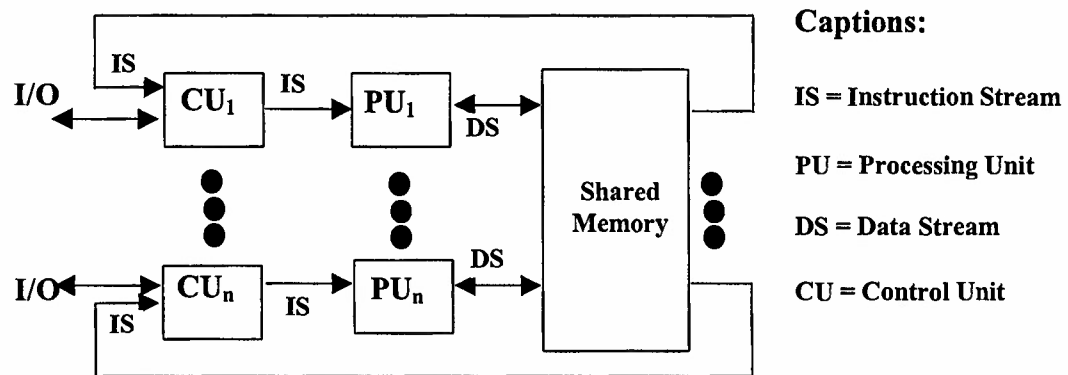 Captions:
IS
I/O
CU₁
IS
PU₁
DS
IS = Instruction Stream
PU = Processing Unit
Shared
Memory
DS = Data Stream
I/O
CUₙ
IS
PUₙ
DS
IS
CU = Control Unit